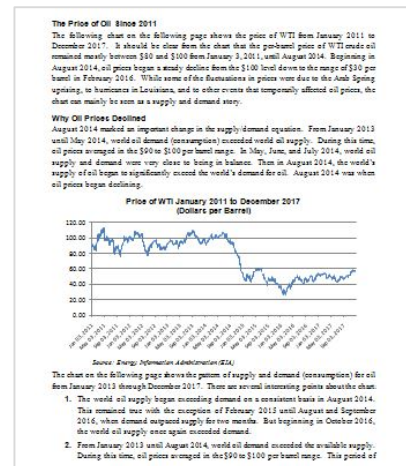 The Price of Oil Since 2011
The following chart on the following page shows the price of WTI from January 2011 to
December 2017. It should be clear from the chart that the per-barrel price of WTI crude oil
remained mostly between $80 and $100 from January 3, 2011, until August 2014. Beginning in
August 2014, oil prices began a steady decline from the $100 level down to the range of $30 per
barrel in February 2016. While some of the fluctuations in prices were due to the Arab Spring
uprising, to hurricanes in Louisiana, and to other events that temporarily affected oil prices, the
chart can mainly be seen as a supply and demand story.
Why Oil Prices Declined
August 2014 marked an important change in the supply/demand equation. From January 2013
until May 2014, world oil demand (consumption) exceeded world oil supply. During this time,
oil prices averaged in the $90 to $100 per barrel range. In May, June, and July 2014, world oil
supply and demand were very close to being in balance. Then in August 2014, the world's
supply of oil began to significantly exceed the world's demand for oil. August 2014 was when
oil prices began declining.
Price of WTI January 2011 to December 2017
(Dollars per Barrel)
120.00
100.00
80.00
60.00
40.00
20.00
0.00
Source: Energy Information Administration (EIA)
The chart on the following page shows the pattern of supply and demand (consumption) for oil
from January 2013 through December 2017. There are several interesting points about the chart:
1. The world oil supply began exceeding demand on a consistent basis in August 2014.
This remained true with the exception of February 2015 until August and September
2016, when demand outpaced supply for two months. But beginning in October 2016,
the world oil supply once again exceeded demand.
2. From January 2013 until August 2014, world oil demand exceeded the available supply.
During this time, oil prices averaged in the $90 to $100 per barrel range. This period of